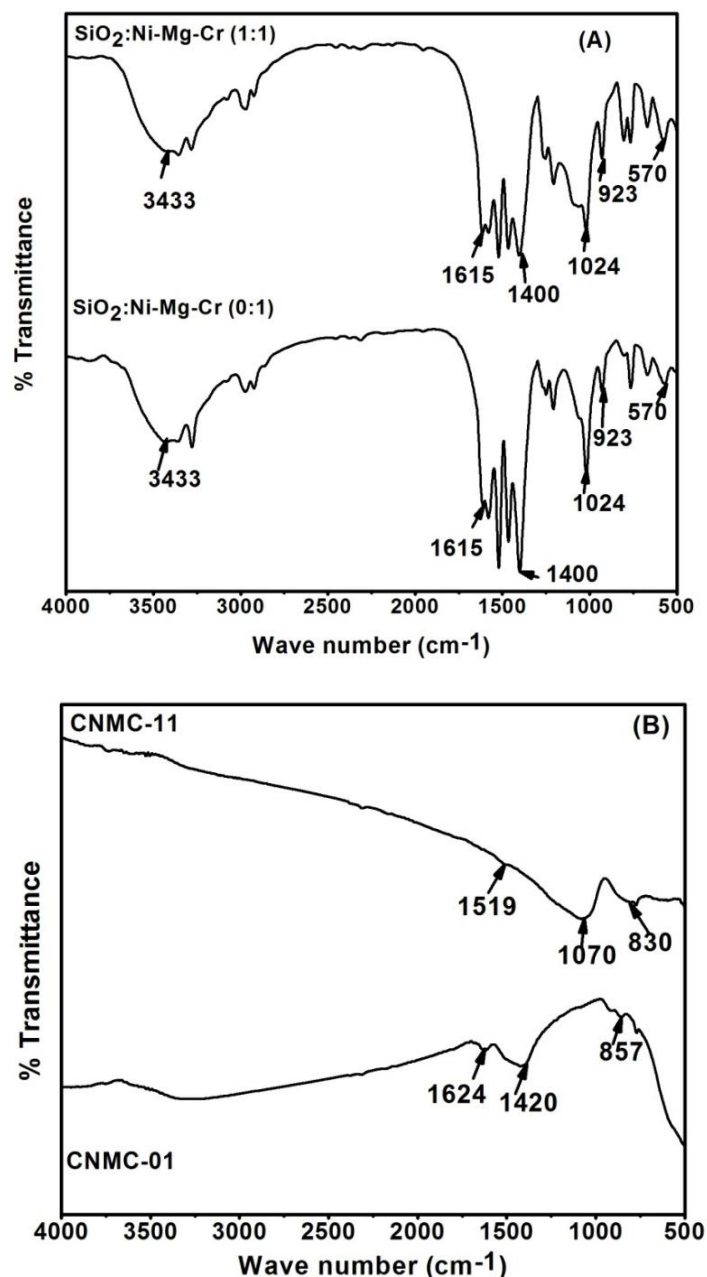 SiO2:Ni-Mg-Cr (1:1)
(A)
3433
1615
1400
1024
923
570
SiO2:Ni-Mg-Cr (0:1)
3433
1615
1400
1024
923
570
% Transmittance
4000 3500 3000 2500 2000 1500 1000 500
Wave number (cm-1)
CNMC-11
(B)
1519
1070
830
1624
1420
857
CNMC-01
% Transmittance
4000 3500 3000 2500 2000 1500 1000 500
Wave number (cm-1)